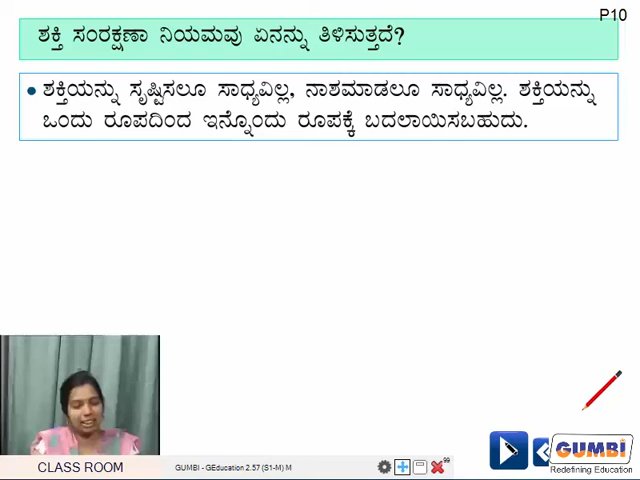 P10
ಶಕ್ತಿ ಸಂರಕ್ಷಣಾ ನಿಯಮವು ಏನನ್ನು ತಿಳಿಸುತ್ತದೆ?
ಶಕ್ತಿಯನ್ನು ಸೃಷ್ಟಿಸಲೂ ಸಾಧ್ಯವಿಲ್ಲ, ನಾಶಮಾಡಲೂ ಸಾಧ್ಯವಿಲ್ಲ. ಶಕ್ತಿಯನ್ನು
ಒಂದು ರೂಪದಿಂದ ಇನ್ನೊಂದು ರೂಪಕ್ಕೆ ಬದಲಾಯಿಸಬಹುದು.
CLASS ROOM
GUMBI - GEducation 2.57 (S1-M) M
99
GUMBi
Redefining Education